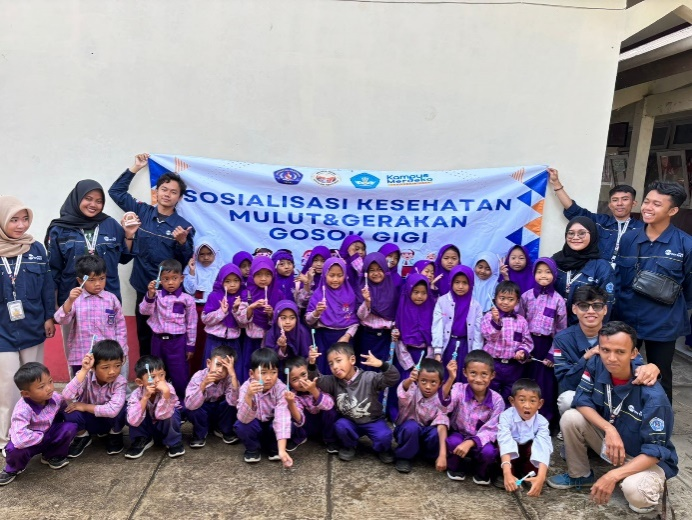 Kampus
Merdeka
SOSIALISASI KESEHATAN
MULUT&GERAKAN
GOSOK GIGI